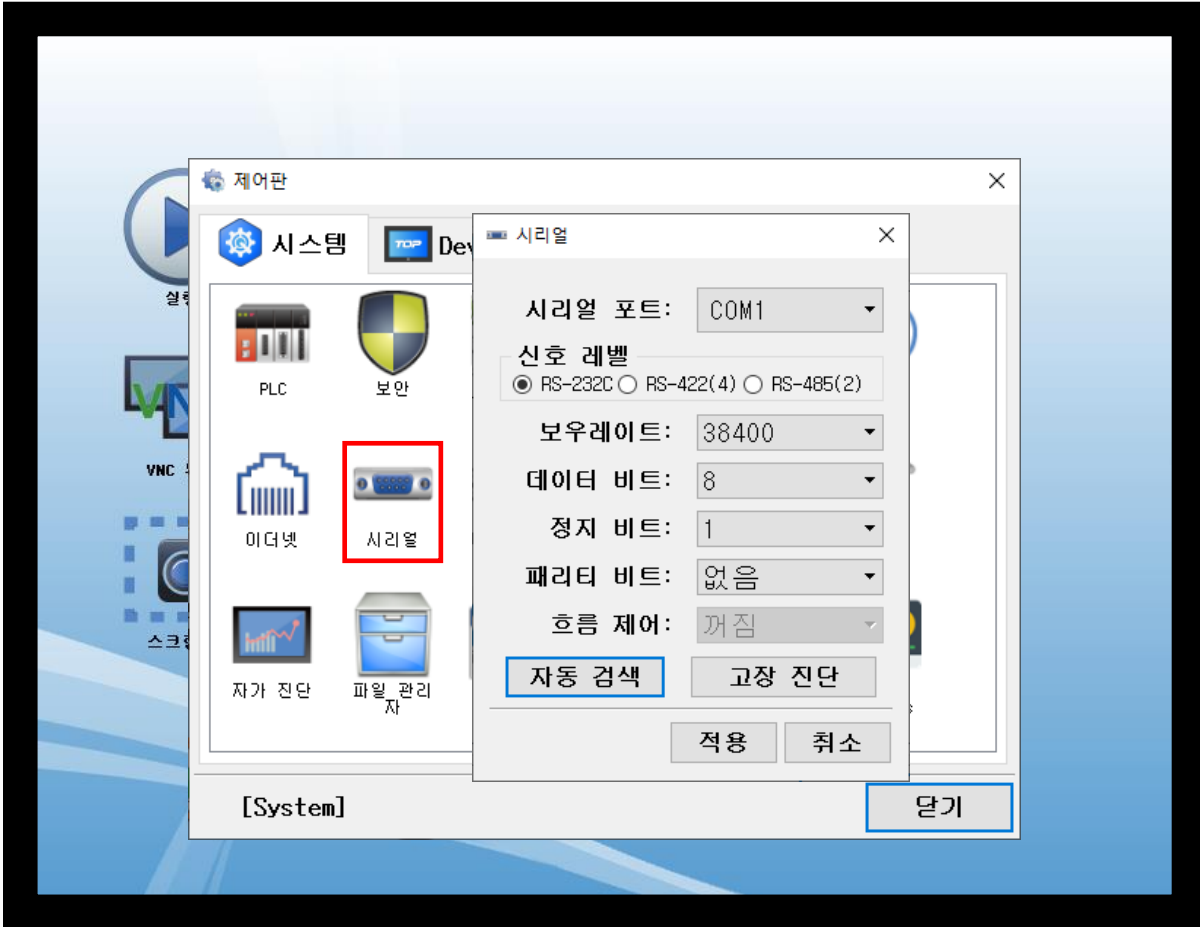 제어판
시스템
TOP
시리얼
시리얼 포트: COM1
신호 레벨
RS-232C RS-422(4) RS-485(2)
보우레이트: 38400
데이터 비트: 8
정지 비트: 1
패리티 비트: 없음
흐름 제어: 꺼짐
자동 검색 고장 진단
적용 취소
PLC 보안
VNC
이더넷 시리얼
자가 진단 파일 관리
자
[System] 닫기